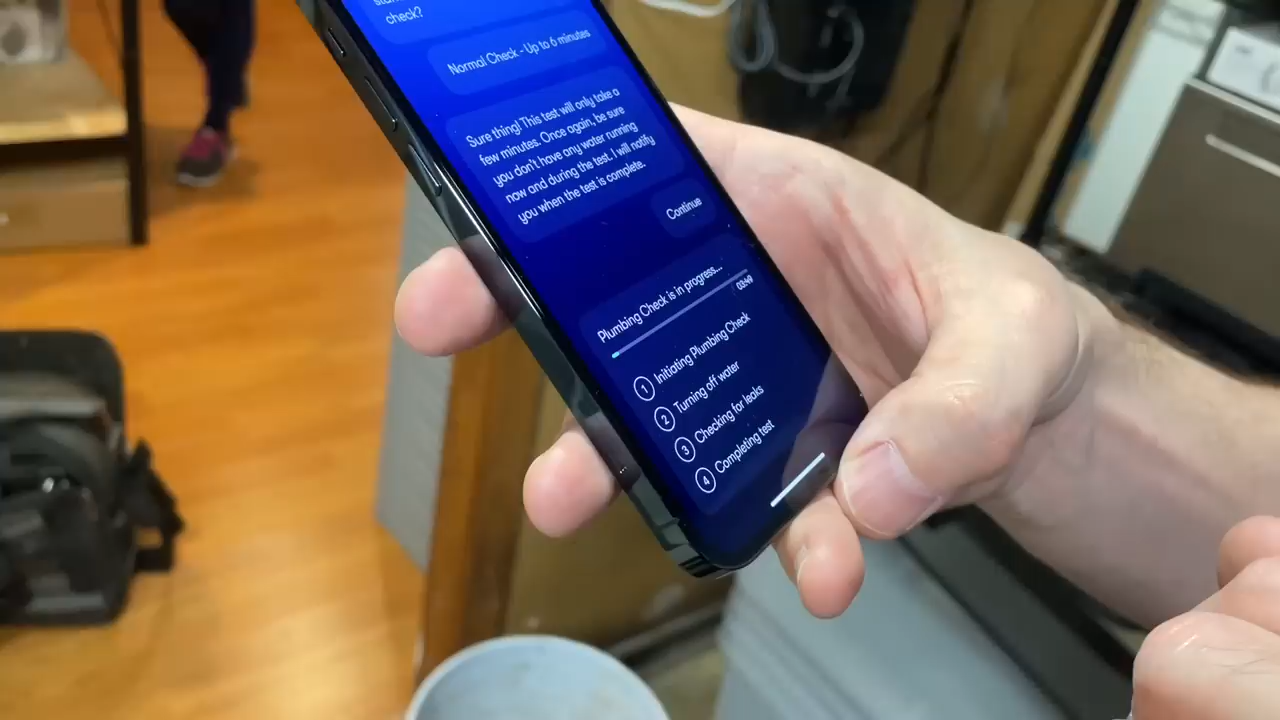 check?
Normal Check - Up to 6 minutes
Sure thing! This test will only take a
few minutes. Once again, be sure
you don't have any water running
now and during the test. I will notify
you when the test is complete.
Continue
Plumbing Check is in progress...
03:49
1 Initiating Plumbing Check
2 Turning off water
3 Checking for leaks
4 Completing test